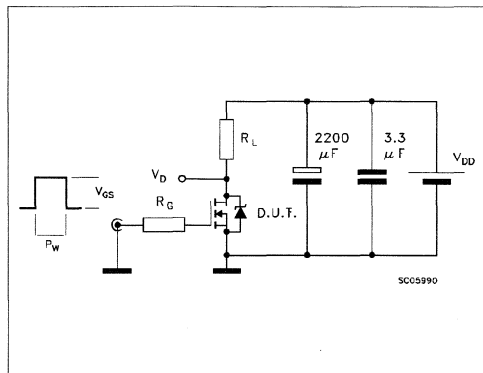 R_L
2200 μF
3.3 μF
V_DD
V_D
V_GS
R_G
D.U.T.
P_W
SC05990